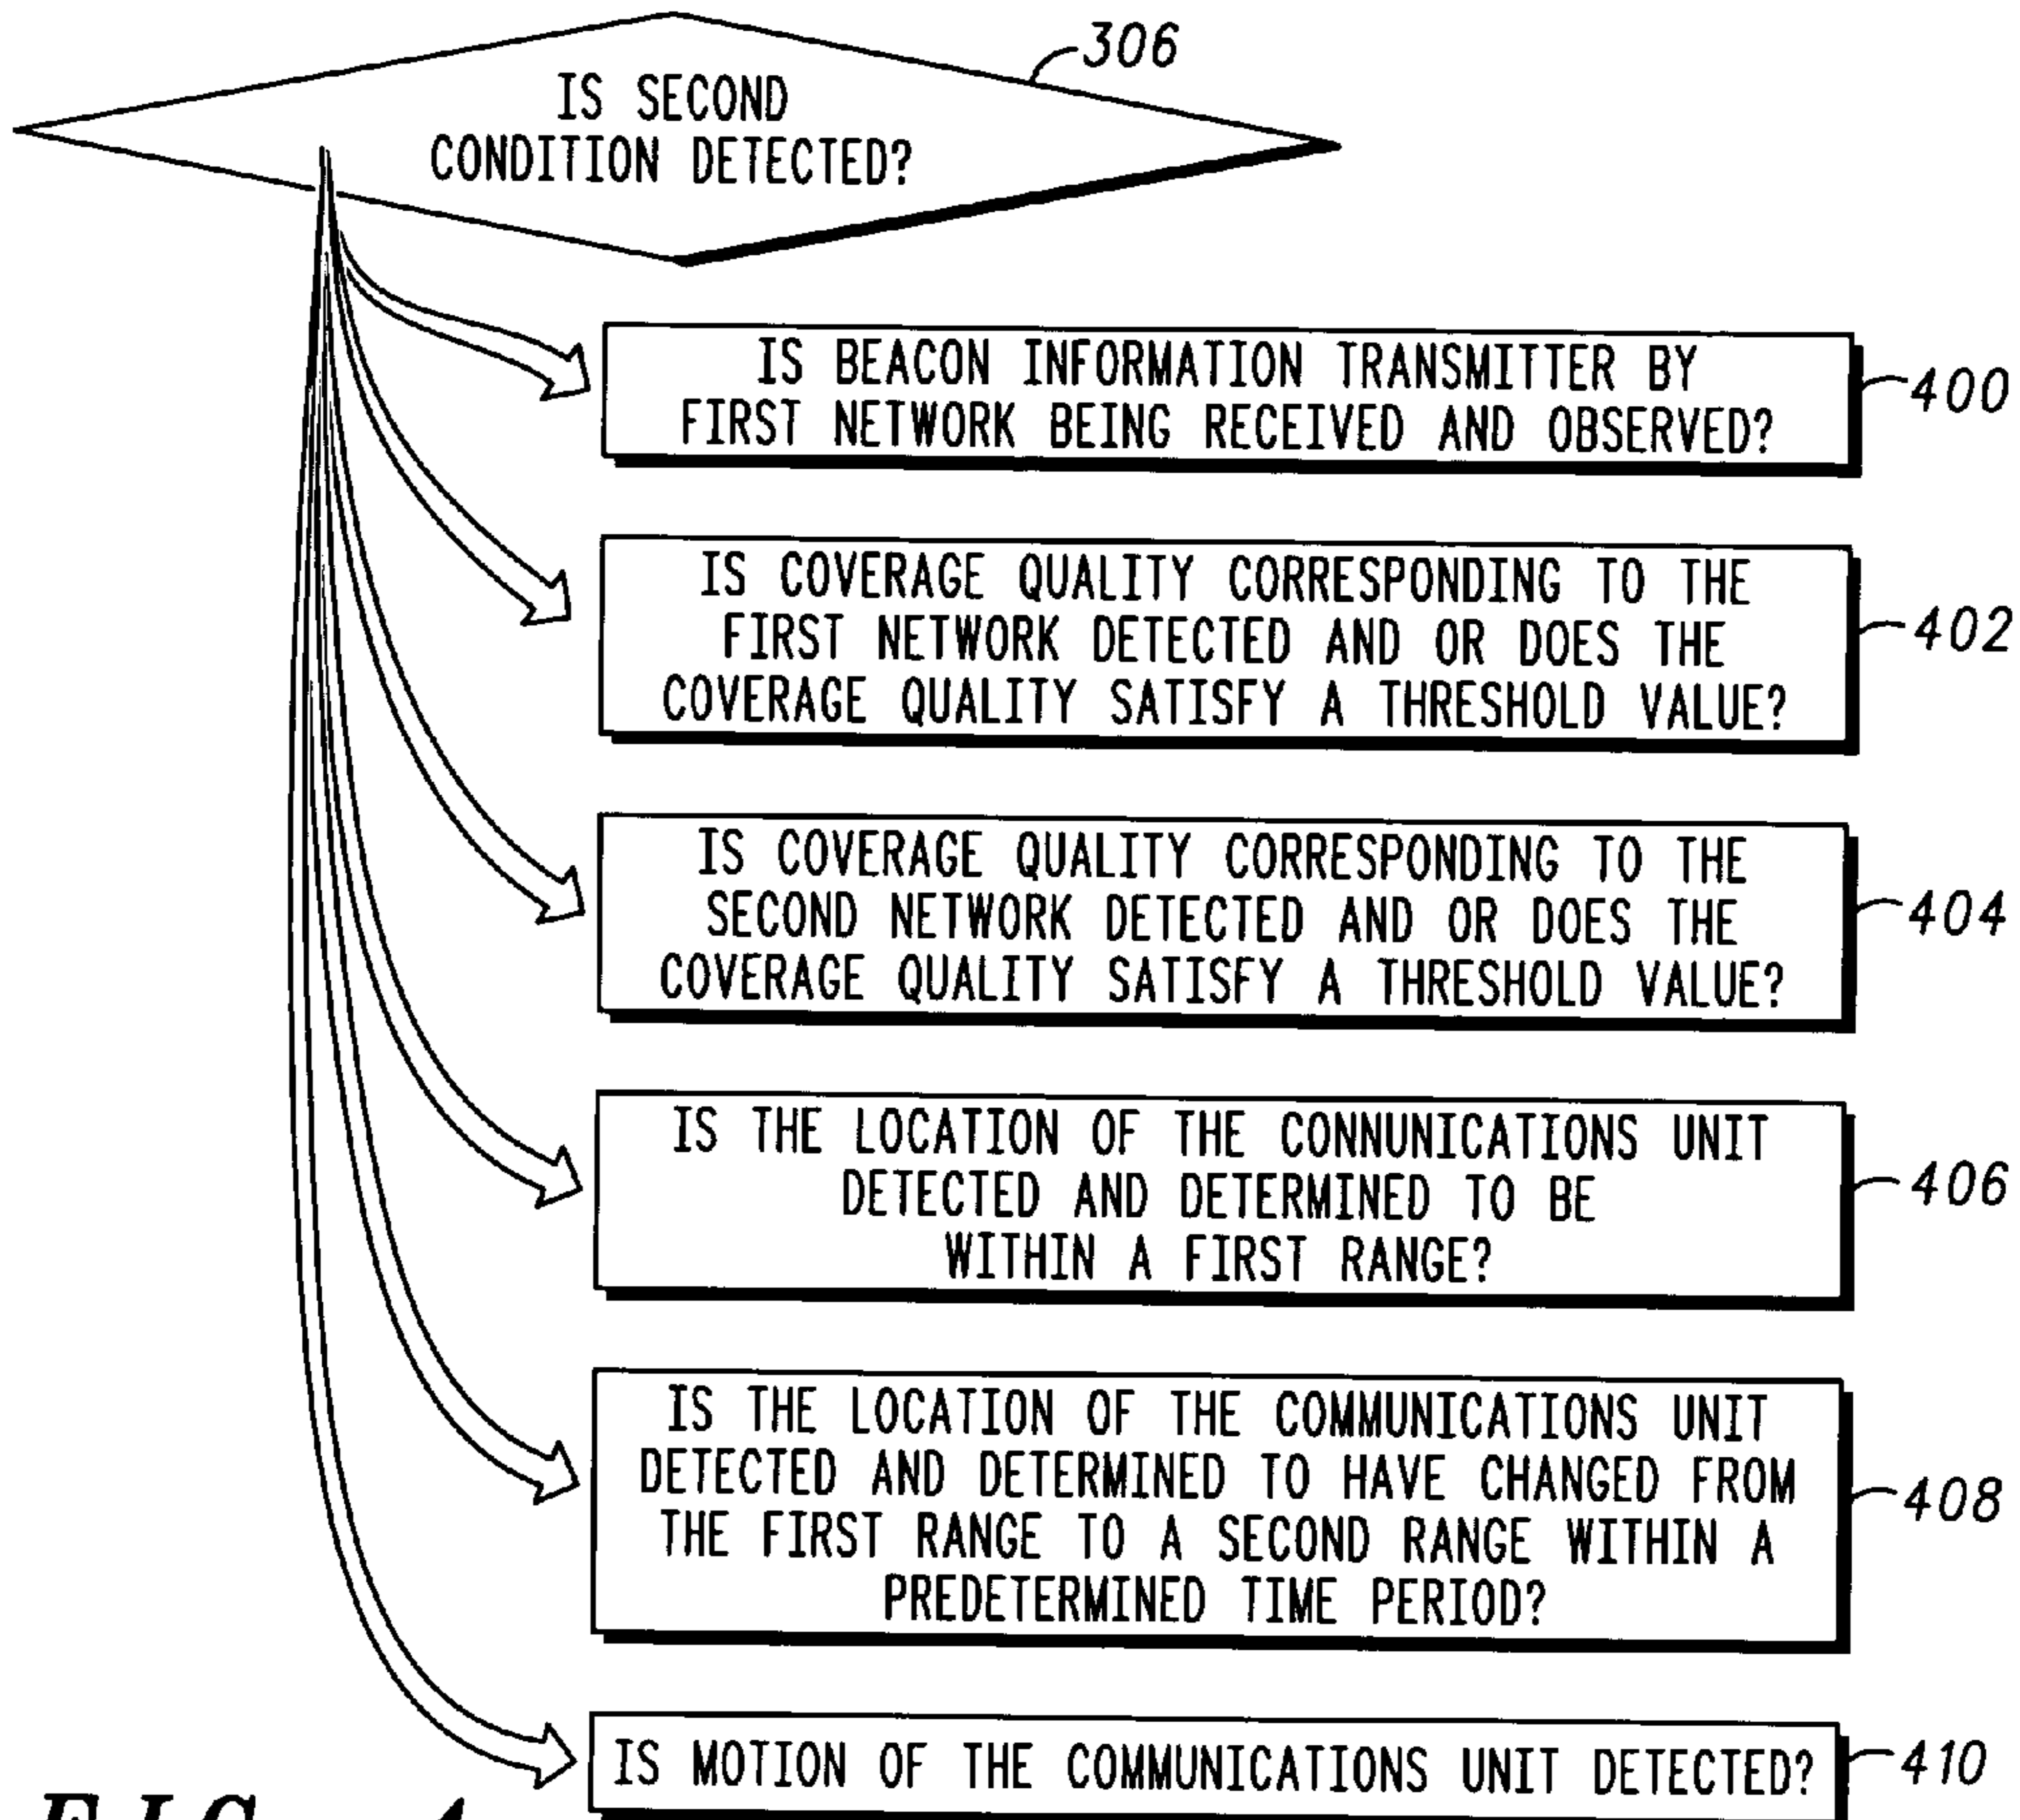 306
IS SECOND
CONDITION DETECTED?
IS BEACON INFORMATION TRANSMITTER BY
FIRST NETWORK BEING RECEIVED AND OBSERVED?
400
IS COVERAGE QUALITY CORRESPONDING TO THE
FIRST NETWORK DETECTED AND OR DOES THE
COVERAGE QUALITY SATISFY A THRESHOLD VALUE?
402
IS COVERAGE QUALITY CORRESPONDING TO THE
SECOND NETWORK DETECTED AND OR DOES THE
COVERAGE QUALITY SATISFY A THRESHOLD VALUE?
404
IS THE LOCATION OF THE CONNUNICATIONS UNIT
DETECTED AND DETERMINED TO BE
WITHIN A FIRST RANGE?
406
IS THE LOCATION OF THE COMMUNICATIONS UNIT
DETECTED AND DETERMINED TO HAVE CHANGED FROM
THE FIRST RANGE TO A SECOND RANGE WITHIN A
PREDETERMINED TIME PERIOD?
408
IS MOTION OF THE COMMUNICATIONS UNIT DETECTED?
410